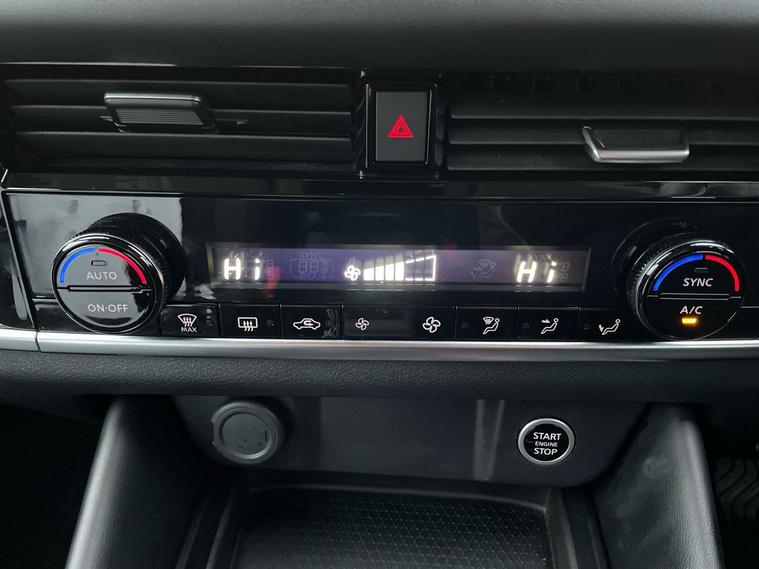 Hi
Hi
AUTO
ON·OFF
SYNC
A/C
MAX
START
ENGINE
STOP